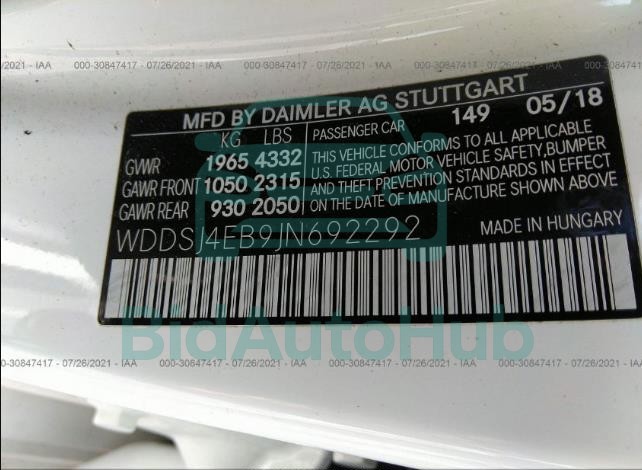 /2021 - IAA 000-30847417 - 07/26/2021 - IAA 000-30847417 - 07/26/2021 - IAA 000-30847417
MFD BY DAIMLER AG STUTTGART
KG LBS PASSENGER CAR 149 05/18
GVWR 1965 4332 THIS VEHICLE CONFORMS TO ALL APPLICABLE
GAWR FRONT 1050 2315 U.S. FEDERAL MOTOR VEHICLE SAFETY, BUMPER
GAWR REAR 930 2050 AND THEFT PREVENTION STANDARDS IN EFFECT
ON THE DATE OF MANUFACTURE SHOWN ABOVE
WDDSJ4EB9JN692292 MADE IN HUNGARY
BidAutoHub
000-30847417 - 07/26/2021 - IAA 000-30847417 - 07/26/2021 - IAA 000-30847417 - 07/26/2021 - IAA